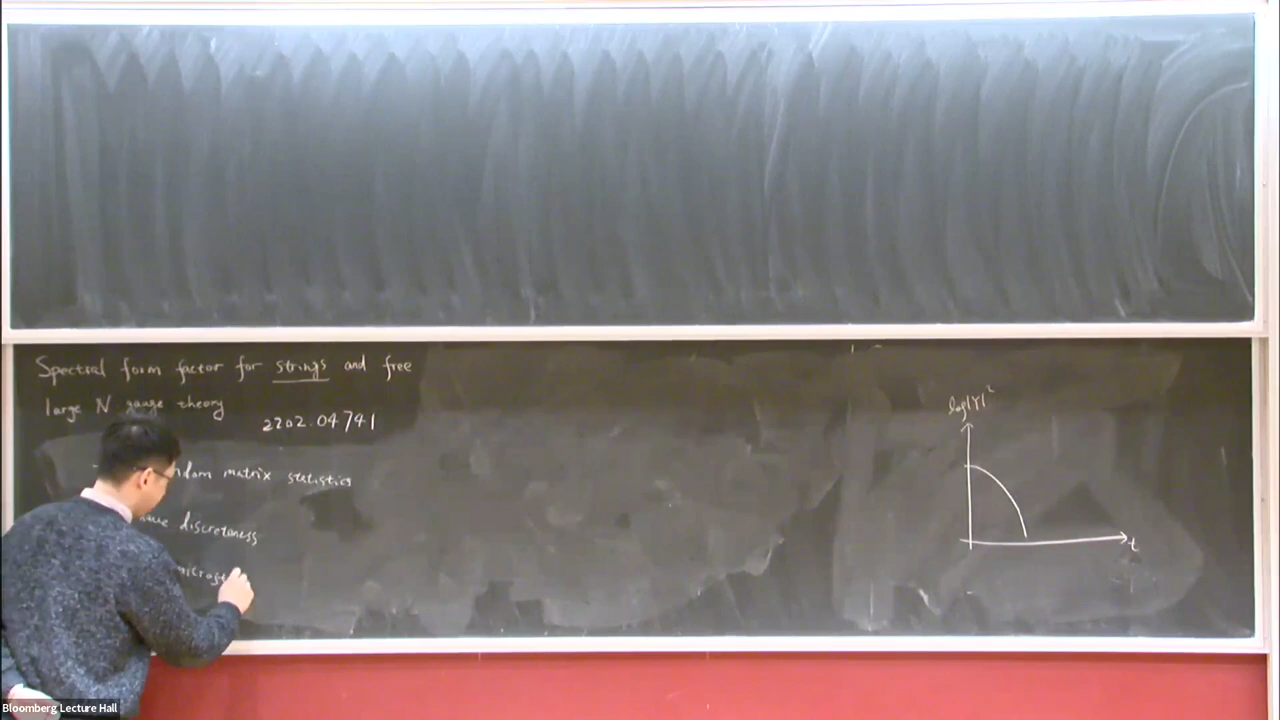 Spectral form factor for strings and free
large N gauge theory
2202.04741
matrix statistics
discreteness
log|Y|²
t
Bloomberg Lecture Hall